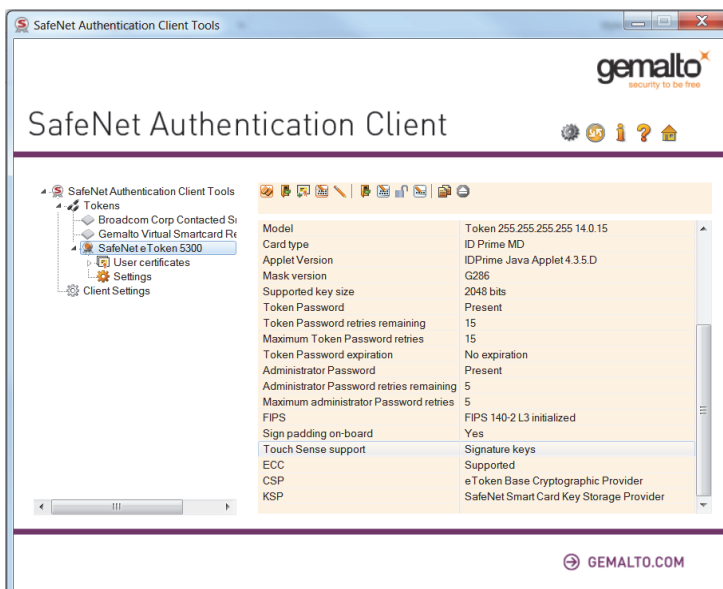 SafeNet Authentication Client Tools
gemalto
security to be free
SafeNet Authentication Client
SafeNet Authentication Client Tools
Tokens
Broadcom Corp Contacted
Gemalto Virtual Smartcard
SafeNet eToken 5300
User certificates
Settings
Client Settings
Model Token 255.255.255.255 14.0.15
Card type ID Prime MD
Applet Version IDPrime Java Applet 4.3.5.D
Mask version G286
Supported key size 2048 bits
Token Password Present
Token Password retries remaining 15
Maximum Token Password retries 15
Token Password expiration No expiration
Administrator Password Present
Administrator Password retries remaining 5
Maximum administrator Password retries 5
FIPS FIPS 140-2 L3 initialized
Sign padding on-board Yes
Touch Sense support Signature keys
ECC Supported
CSP eToken Base Cryptographic Provider
KSP SafeNet Smart Card Key Storage Provider
GEMALTO.COM